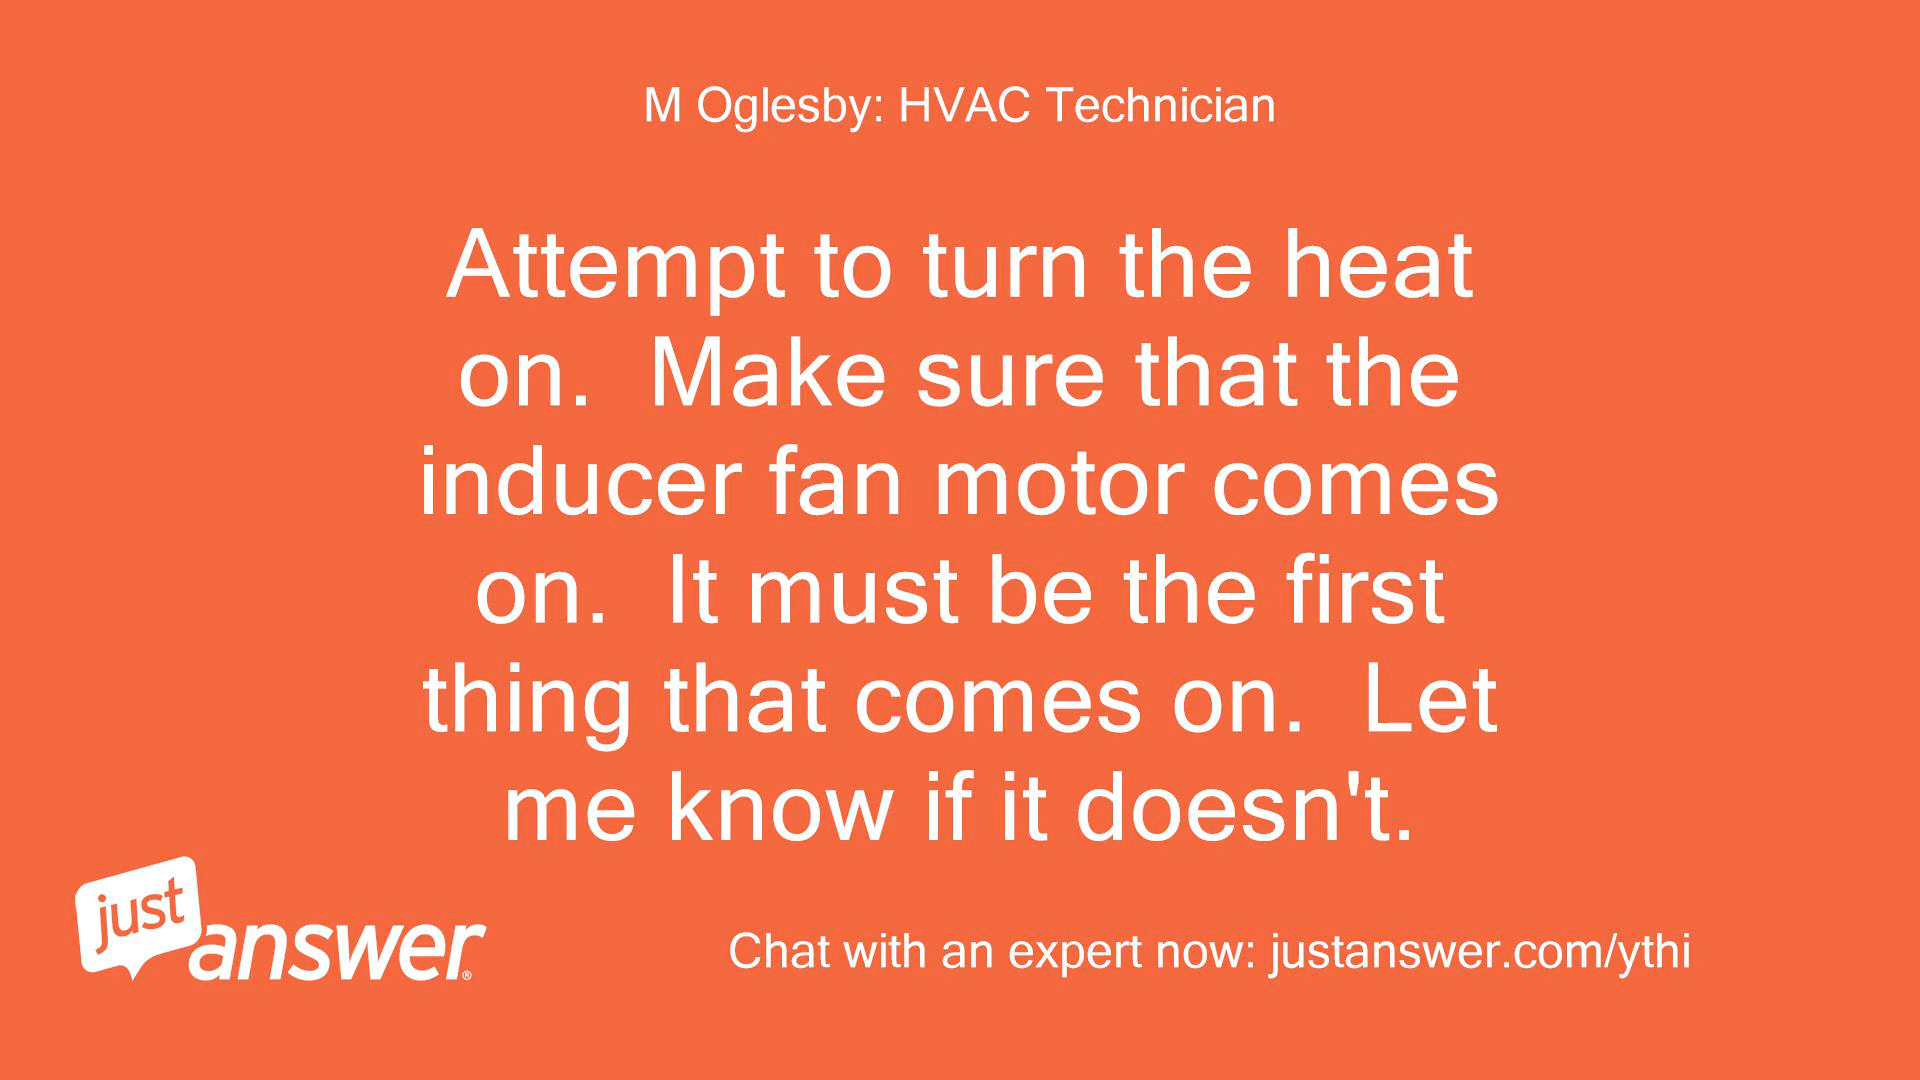 M Oglesby: HVAC Technician
Attempt to turn the heat
on.  Make sure that the
inducer fan motor comes
on.  It must be the first
thing that comes on.  Let
me know if it doesn't.
just
answer®
Chat with an expert now: justanswer.com/ythi